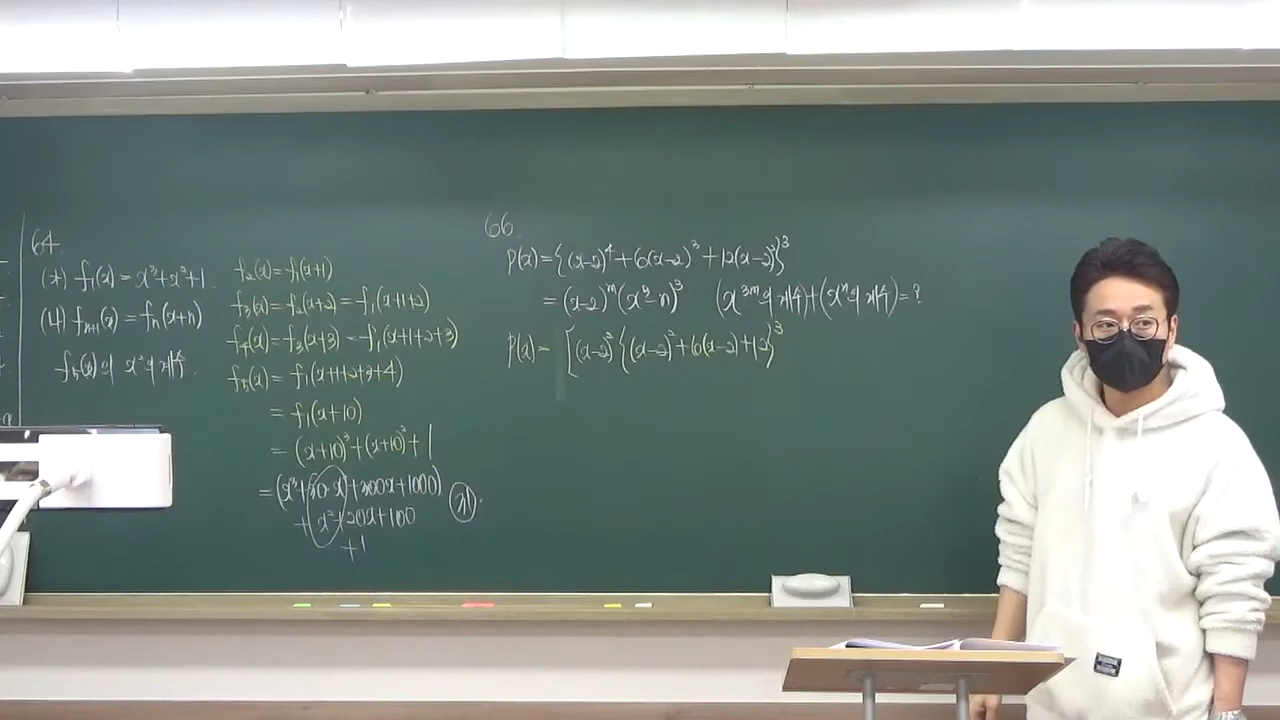 64.
(가) f₁(x) = x³+x²+1.
(나) fₙ₊₁(x) = fₙ(x+n)
f₅(x)의 x²의 계수.
f₂(x) = f₁(x+1)
f₃(x) = f₂(x+2) = f₁(x+1+2)
f₄(x) = f₃(x+3) = f₁(x+1+2+3)
f₅(x) = f₁(x+1+2+3+4)
= f₁(x+10)
= (x+10)³+(x+10)²+1
= (x³+30x²+300x+1000)
+ x²+20x+100
+1
31.
66.
P(x) = {(x-2)⁴+6(x-2)³+12(x-2)²}³
= (x-2)ᵐ(x³-n)³ (x³ᵐ의 계수)+(xⁿ의 계수) = ?
P(x) = [(x-2)²{(x-2)²+6(x-2)+12}³